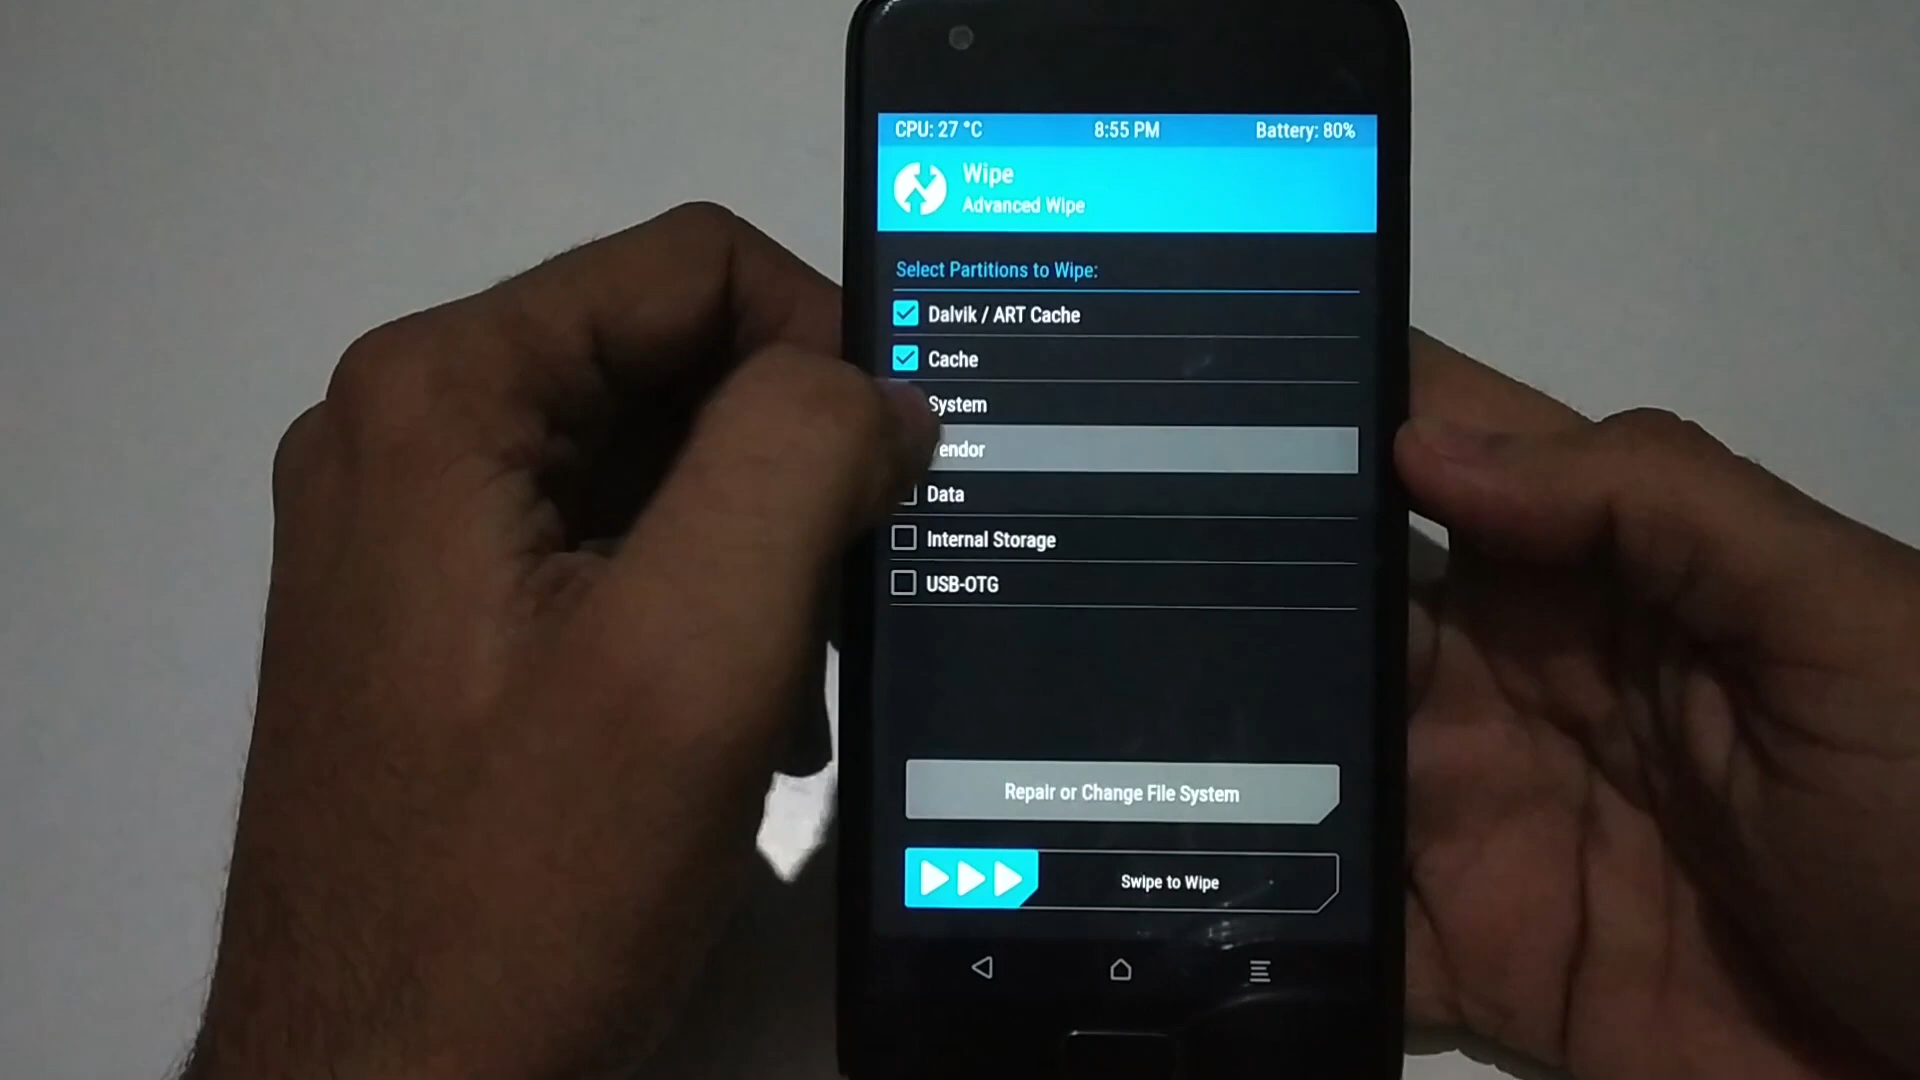 CPU: 27 °C 8:55 PM Battery: 80%
Wipe
Advanced Wipe
Select Partitions to Wipe:
Dalvik / ART Cache
Cache
System
endor
Data
Internal Storage
USB-OTG
Repair or Change File System
Swipe to Wipe